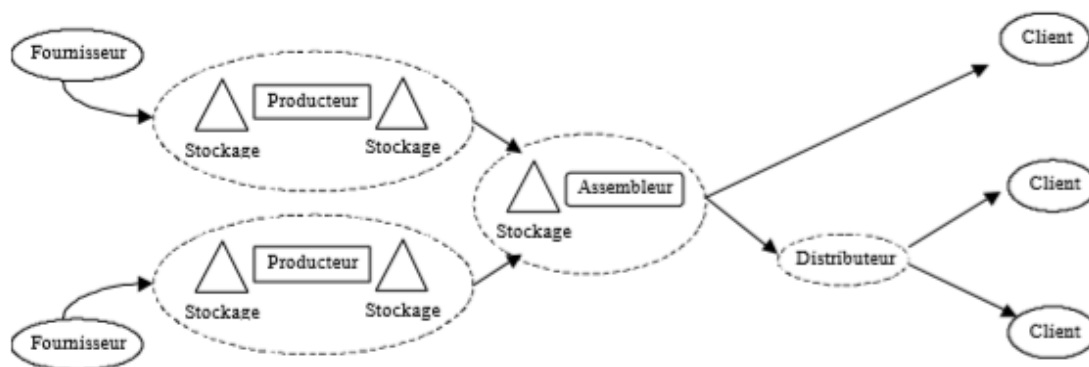 Fournisseur
Producteur
Stockage
Stockage
Client
Assembleur
Stockage
Client
Producteur
Stockage
Stockage
Distributeur
Fournisseur
Client